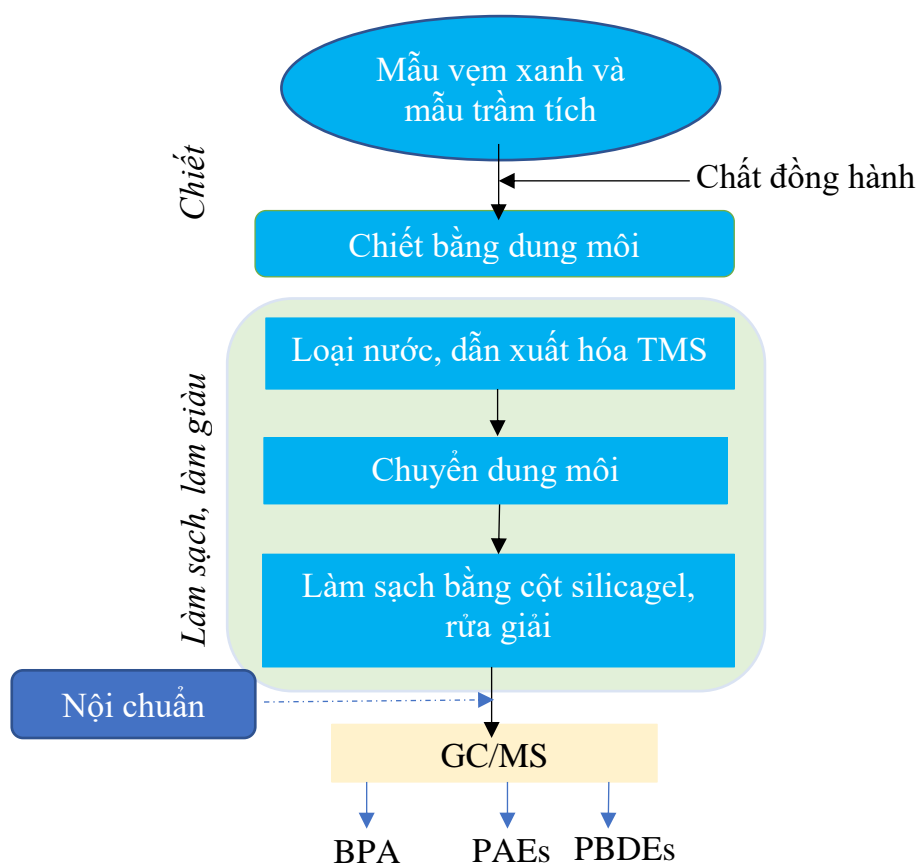 Mẫu vẹm xanh và
mẫu trầm tích
Chiết
Chất đồng hành
Chiết bằng dung môi
Làm sạch, làm giàu
Loại nước, dẫn xuất hóa TMS
Chuyển dung môi
Làm sạch bằng cột silicagel,
rửa giải
Nội chuẩn
GC/MS
BPA
PAEs
PBDEs